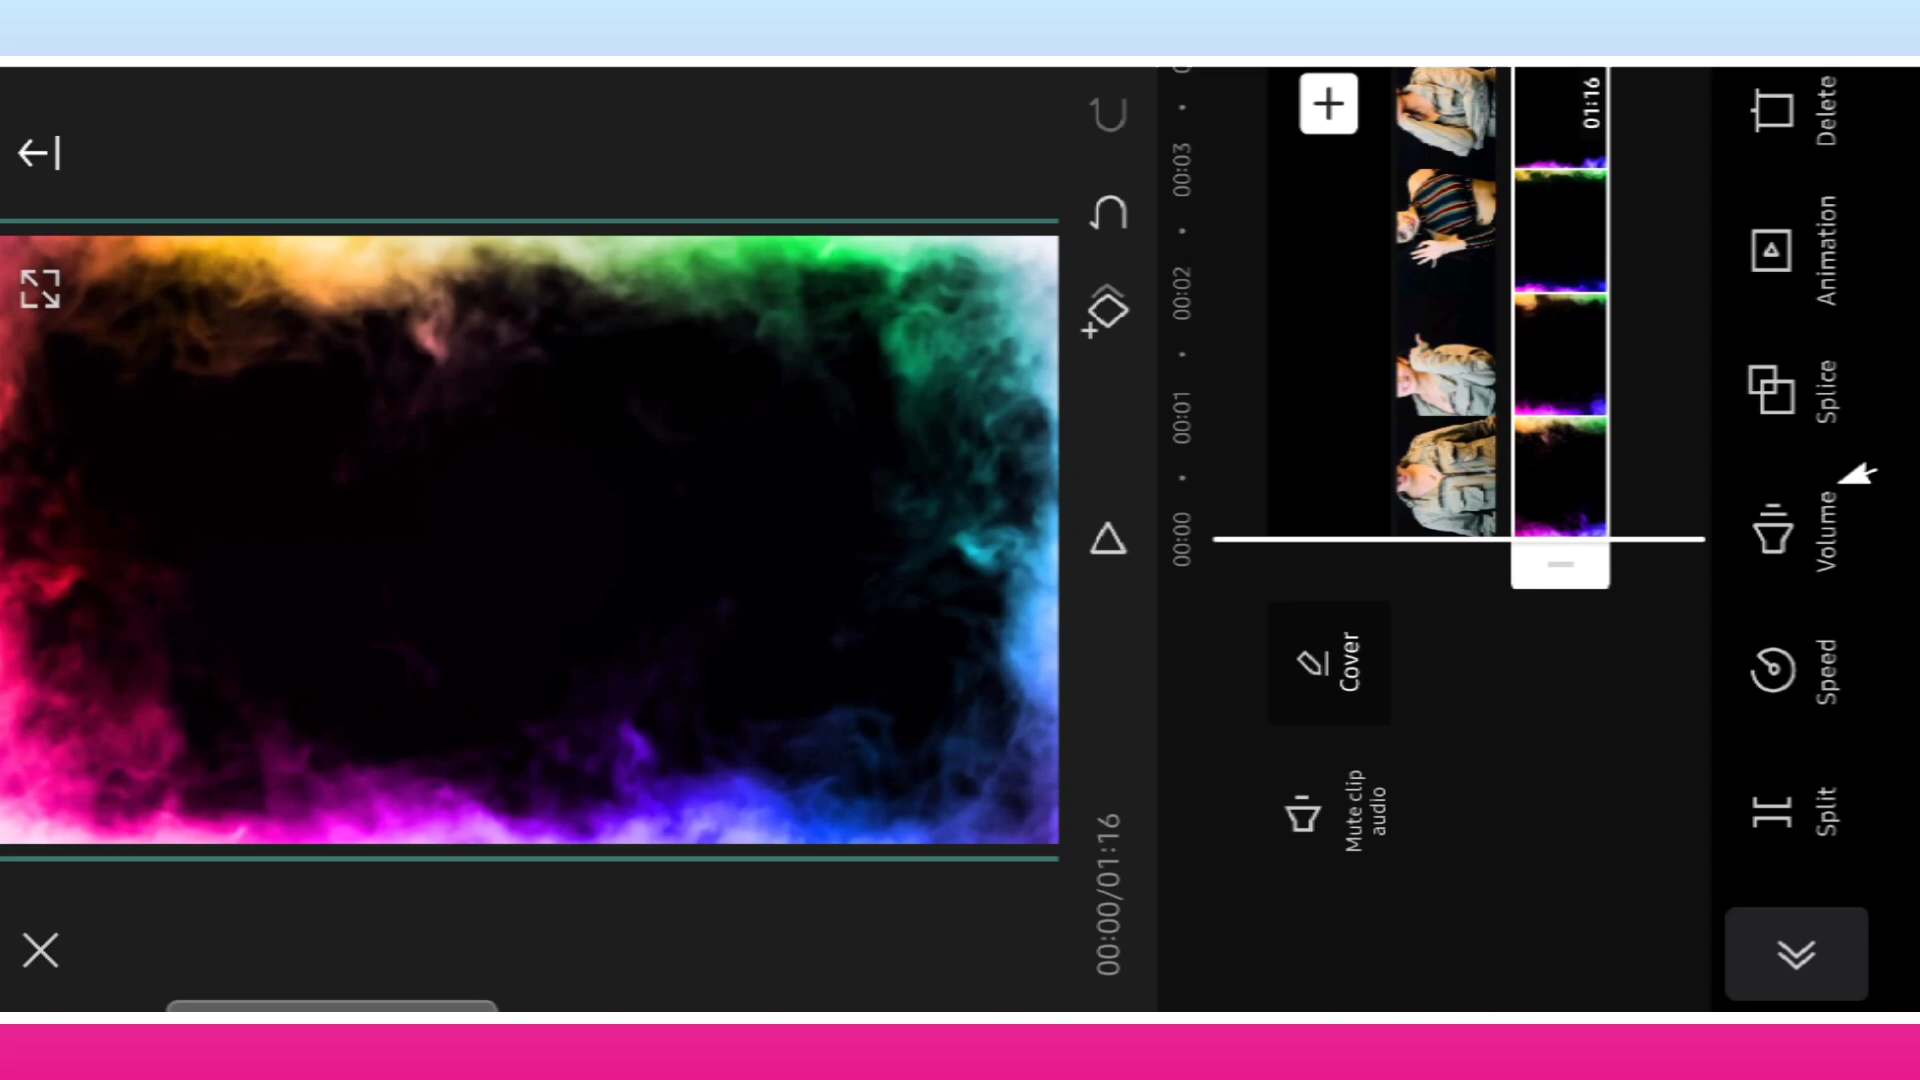 00:00/01:16
00:00 · 00:01 · 00:02 · 00:03 ·
Mute clip
audio
Cover
01:16
Split Speed Volume Splice Animation Delete